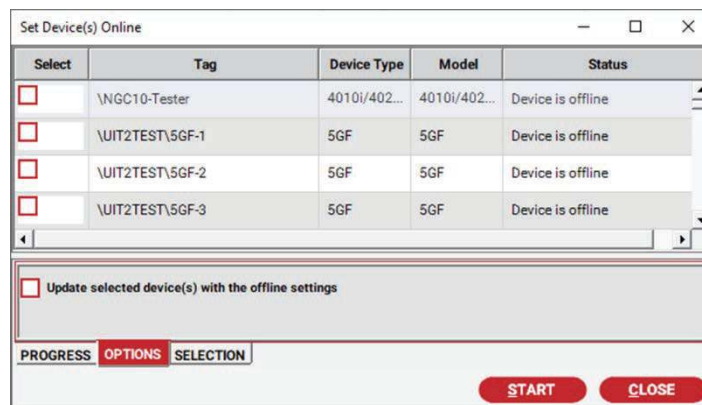 Set Device(s) Online
Select Tag Device Type Model Status
\NGC10-Tester 4010i/402... 4010i/402... Device is offline
\UIT2TEST\5GF-1 5GF 5GF Device is offline
\UIT2TEST\5GF-2 5GF 5GF Device is offline
\UIT2TEST\5GF-3 5GF 5GF Device is offline
Update selected device(s) with the offline settings
PROGRESS OPTIONS SELECTION
START CLOSE